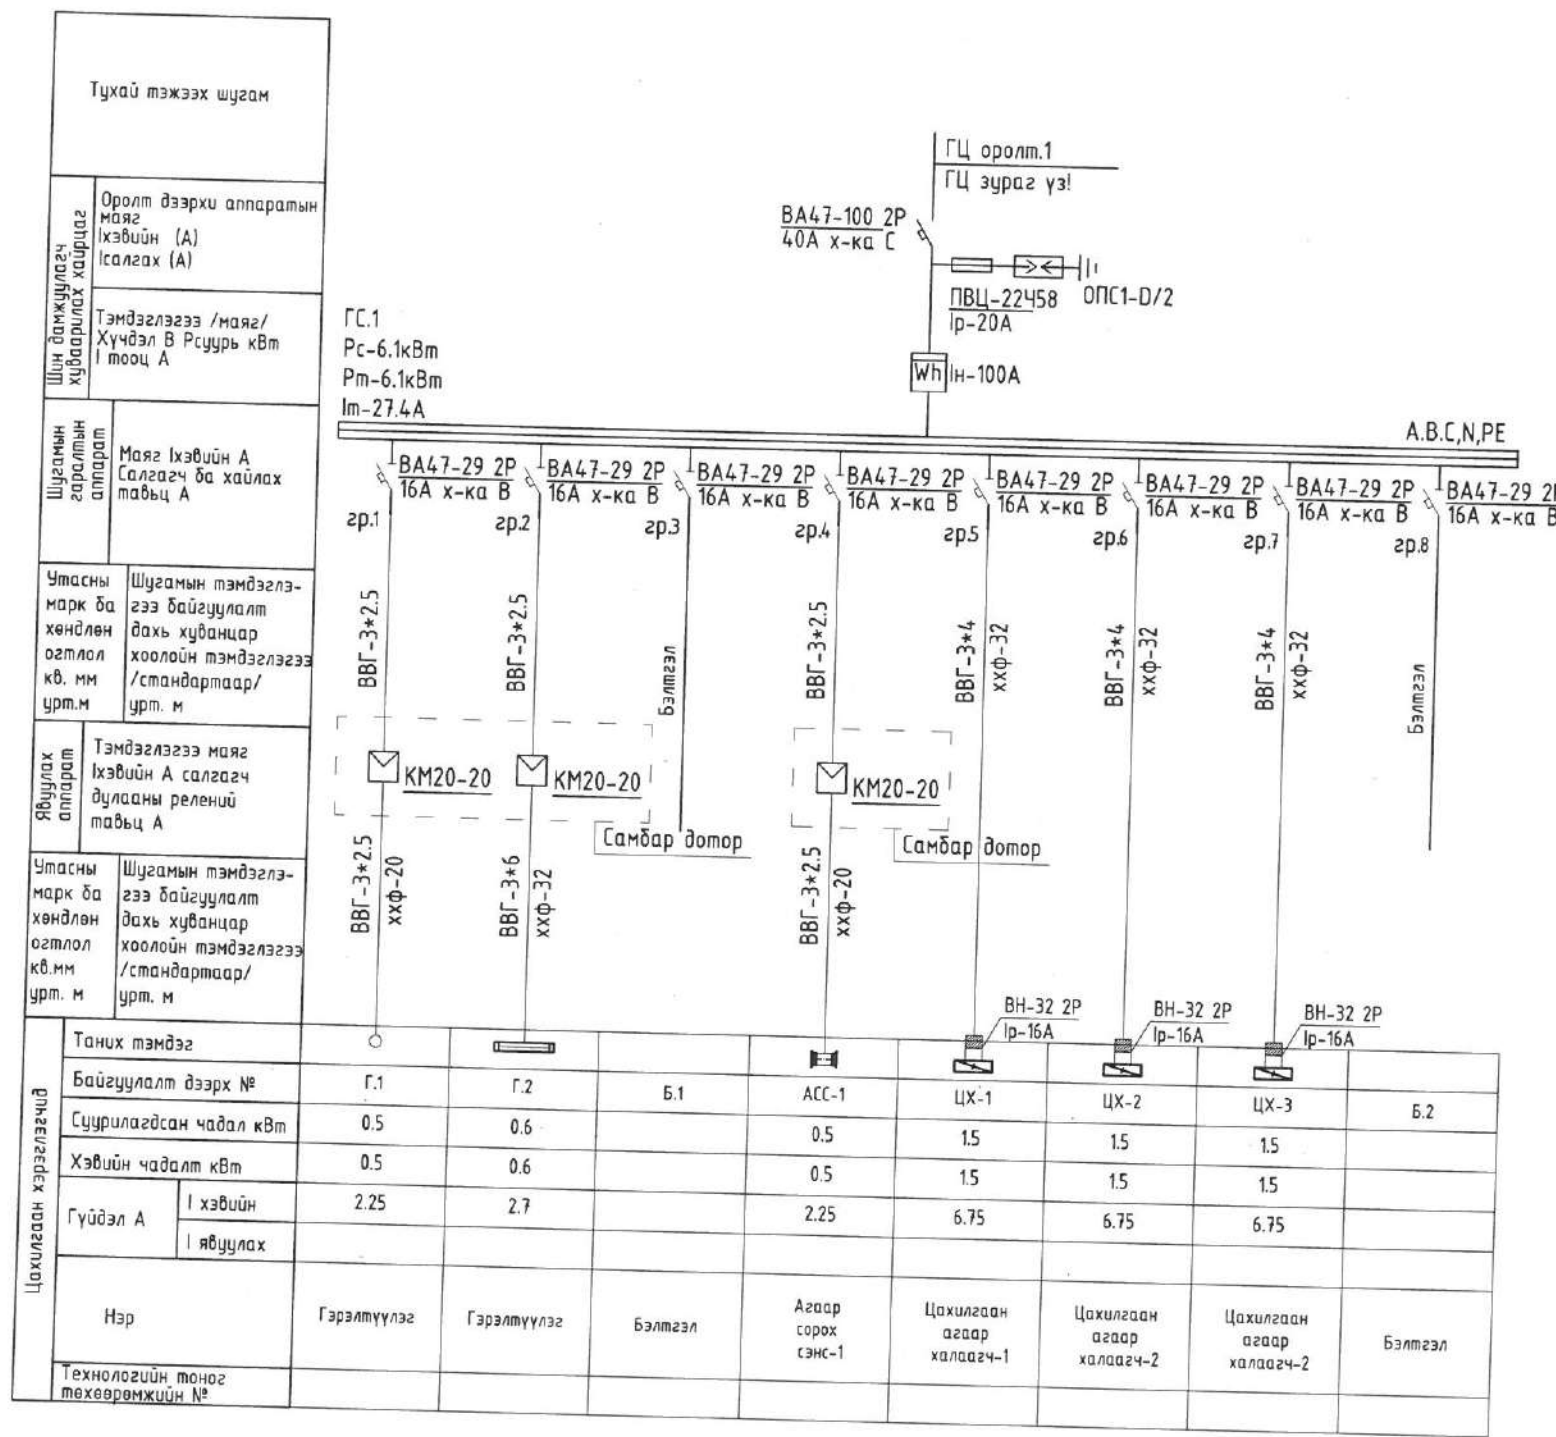 Тухай тэжээх шугам
Шин дамжуулагч
хуваарилах хайрцаг
Оролт дээрхи аппаратын
маяг
Iхэвийн (А)
Iсалгах (А)
Тэмдэглэгээ /маяг/
Хүчдэл В Рсуурь кВт
I тооц А
Шугамын
гаралтын
аппарат
Маяг Iхэвийн А
Салгагч ба хайлах
тавьц А
Утасны
марк ба
хөндлөн
огтлол
кв. мм
урт.м
Шугамын тэмдэглэ-
гээ байгуулалт
дахь хуванцар
хоолойн тэмдэглэгээ
/стандартаар/
урт. м
Явуулах
аппарат
Тэмдэглэгээ маяг
Iхэвийн А салгагч
дулааны релений
тавьц А
Утасны
марк ба
хөндлөн
огтлол
кв.мм
урт. м
Шугамын тэмдэглэ-
гээ байгуулалт
дахь хуванцар
хоолойн тэмдэглэгээ
/стандартаар/
урт. м
ГЦ оролт.1
ГЦ зураг үз!
ВА47-100 2Р
40А х-ка С
ПВЦ-22Ч58
Iр-20А
ОПС1-D/2
Wh Iн-100А
ГС.1
Рс-6.1кВт
Рт-6.1кВт
Iт-27.4А
А.В.С,N,PE
ВА47-29 2Р
16А х-ка В
гр.1
ВА47-29 2Р
16А х-ка В
гр.2
ВА47-29 2Р
16А х-ка В
гр.3
ВА47-29 2Р
16А х-ка В
гр.4
ВА47-29 2Р
16А х-ка В
гр.5
ВА47-29 2Р
16А х-ка В
гр.6
ВА47-29 2Р
16А х-ка В
гр.7
ВА47-29 2Р
16А х-ка В
гр.8
ВВГ-3*2.5
ВВГ-3*2.5
Бэлтгэл
ВВГ-3*2.5
ВВГ-3*4
ххф-32
ВВГ-3*4
ххф-32
ВВГ-3*4
ххф-32
Бэлтгэл
КМ20-20
КМ20-20
КМ20-20
Самбар дотор
Самбар дотор
ВВГ-3*2.5
ххф-20
ВВГ-3*6
ххф-32
ВВГ-3*2.5
ххф-20
ВН-32 2Р
Iр-16А
ВН-32 2Р
Iр-16А
ВН-32 2Р
Iр-16А
Цахилгаан хэрэглэгчид
Таних тэмдэг
Байгуулалт дээрх № Г.1 Г.2 Б.1 АСС-1 ЦХ-1 ЦХ-2 ЦХ-3 Б.2
Суурилагдсан чадал кВт 0.5 0.6 0.5 1.5 1.5 1.5
Хэвийн чадалт кВт 0.5 0.6 0.5 1.5 1.5 1.5
Гүйдэл А
I хэвийн 2.25 2.7 2.25 6.75 6.75 6.75
I явуулах
Нэр
Гэрэлтүүлэг
Гэрэлтүүлэг
Бэлтгэл
Агаар
сорох
сэнс-1
Цахилгаан
агаар
халаагч-1
Цахилгаан
агаар
халаагч-2
Цахилгаан
агаар
халаагч-2
Бэлтгэл
Технологийн тоног
төхөөрөмжийн №